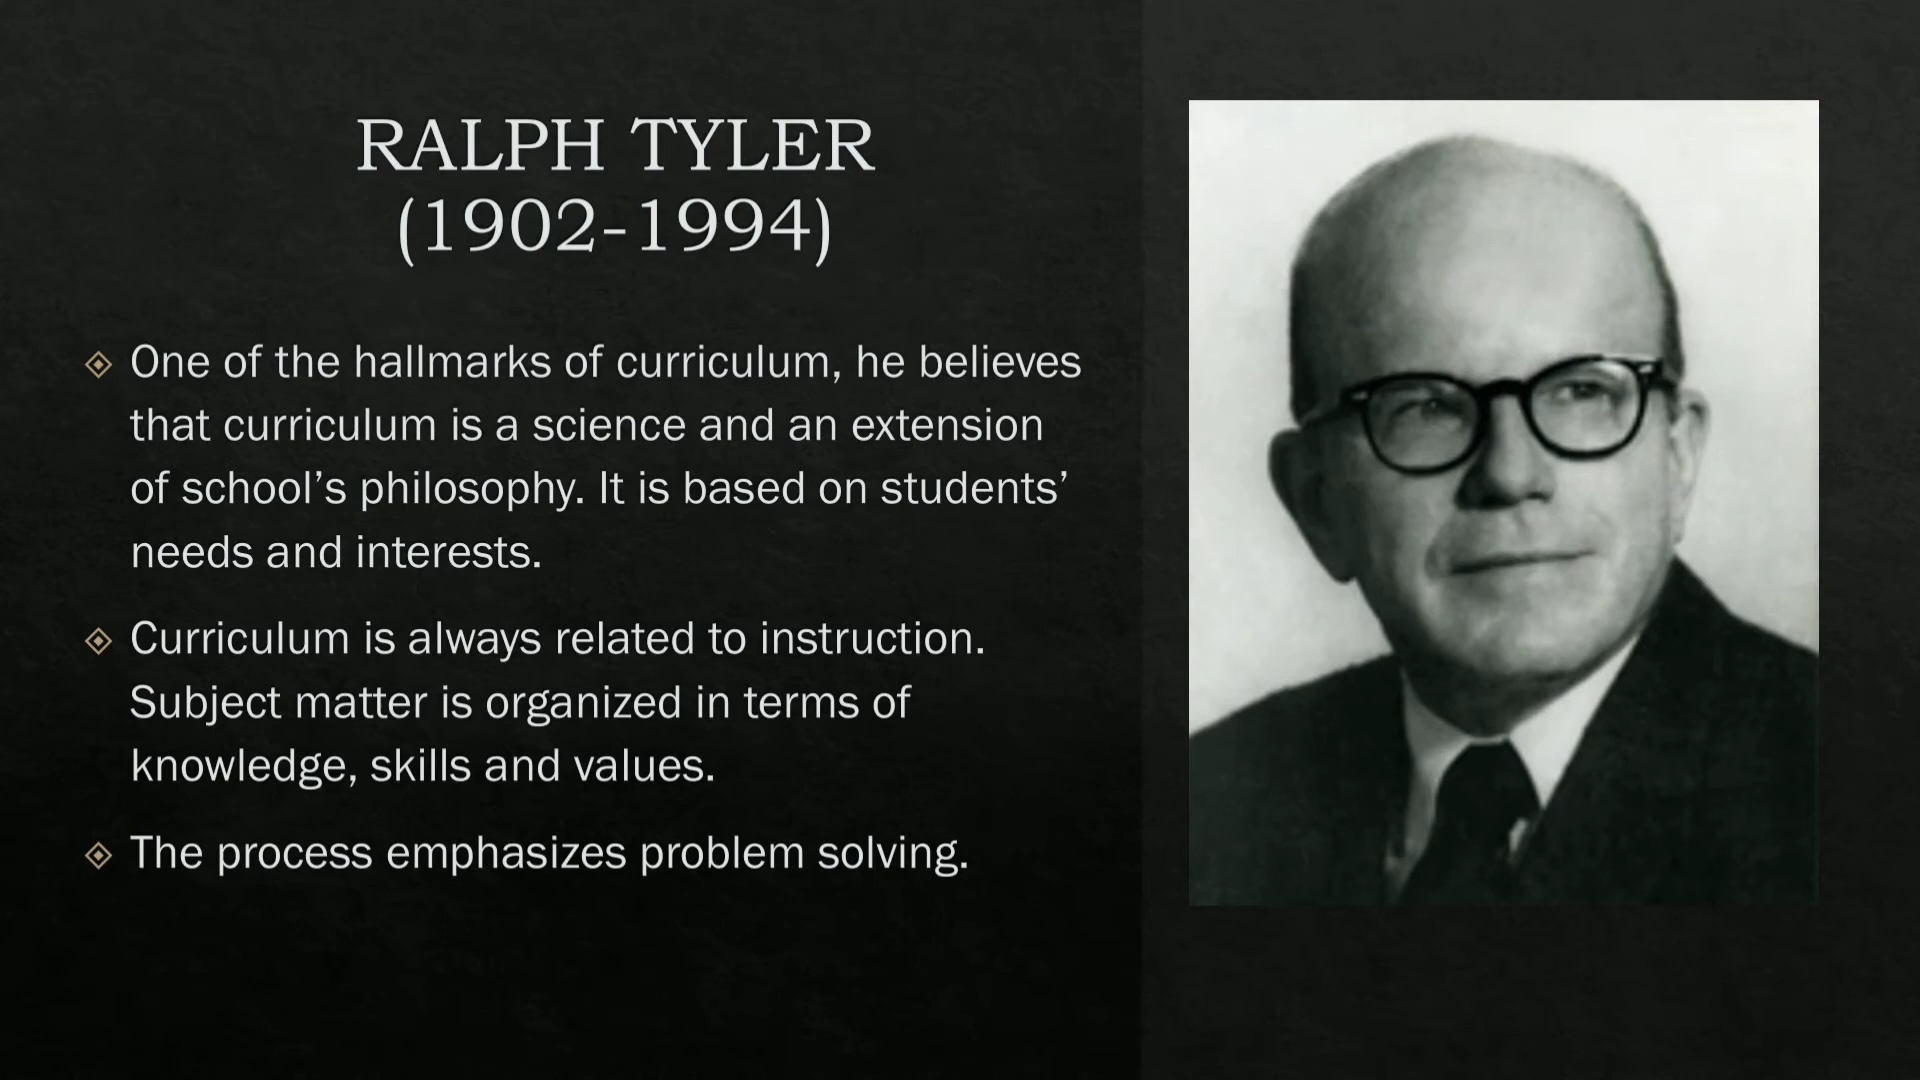 RALPH TYLER
(1902-1994)
One of the hallmarks of curriculum, he believes
that curriculum is a science and an extension
of school’s philosophy. It is based on students’
needs and interests.
Curriculum is always related to instruction.
Subject matter is organized in terms of
knowledge, skills and values.
The process emphasizes problem solving.